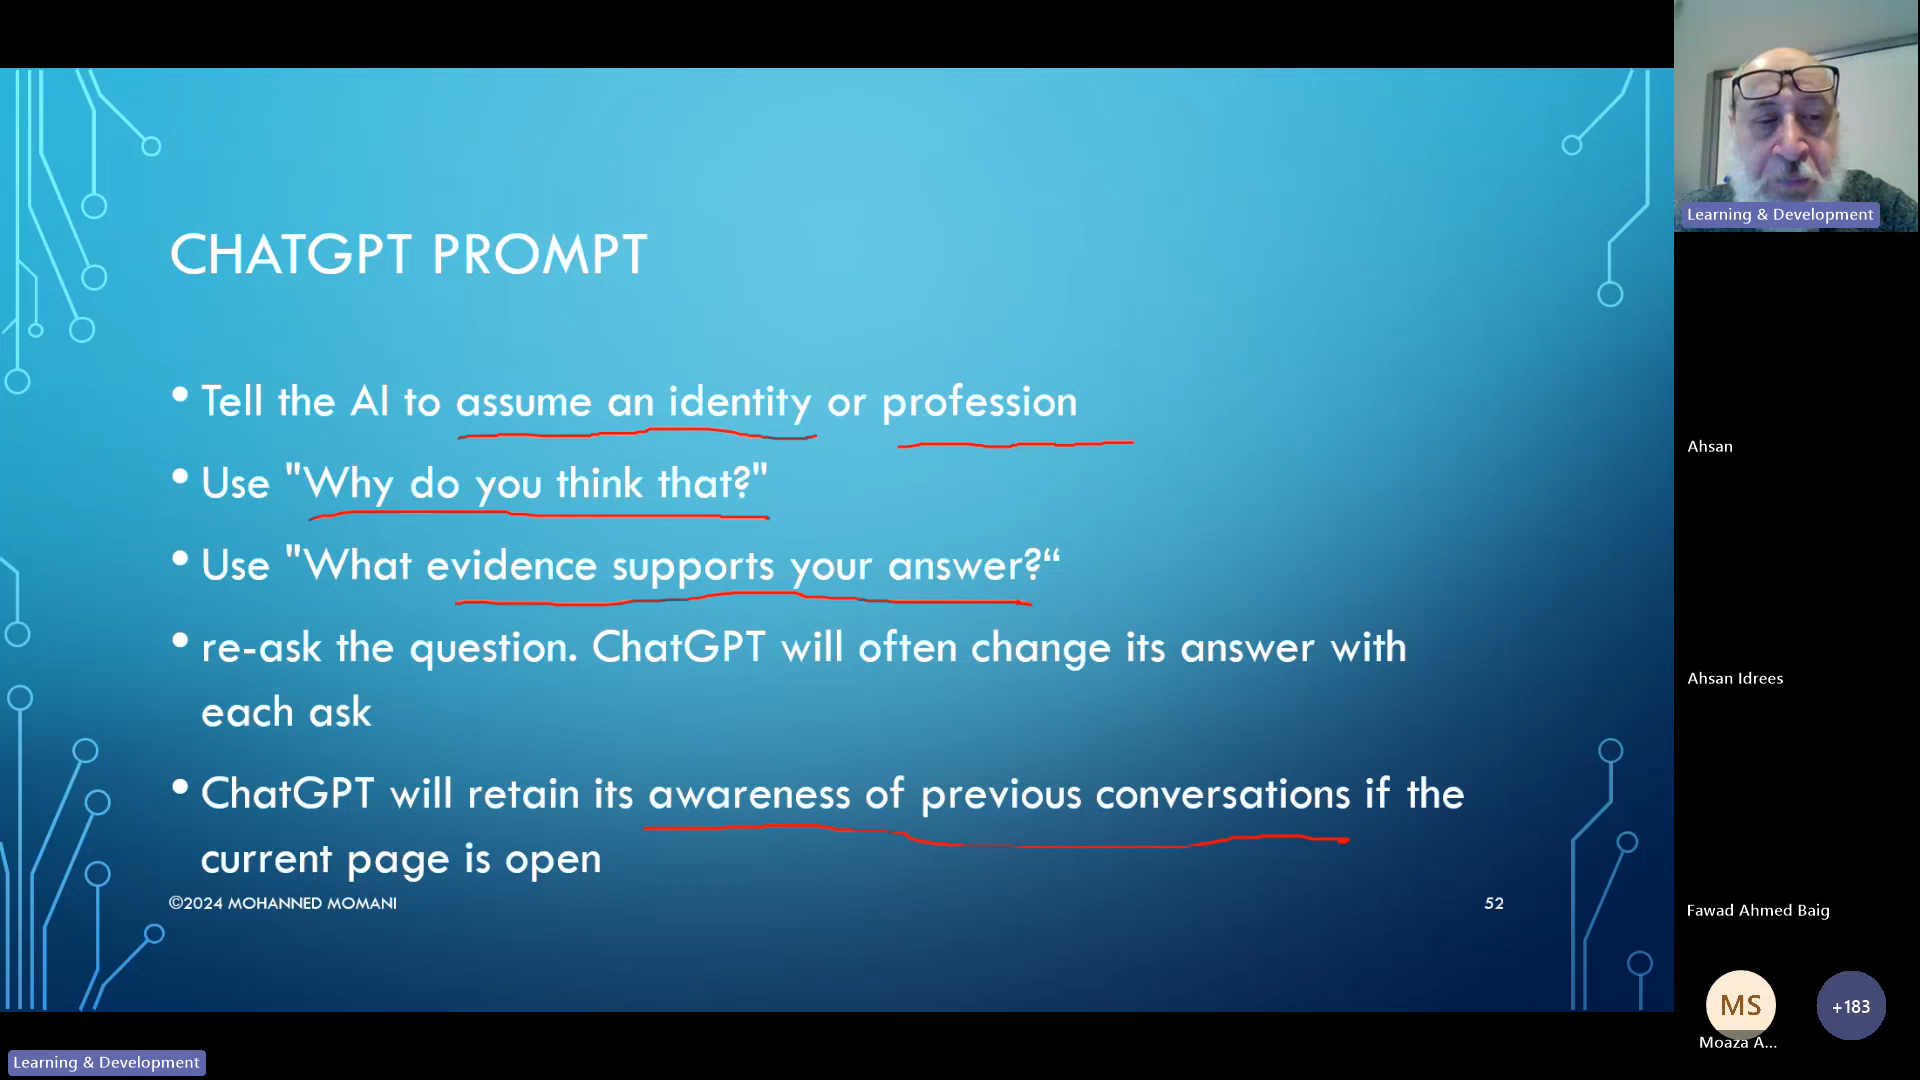 CHATGPT PROMPT
• Tell the AI to assume an identity or profession
• Use "Why do you think that?"
• Use "What evidence supports your answer?“
• re-ask the question. ChatGPT will often change its answer with
each ask
• ChatGPT will retain its awareness of previous conversations if the
current page is open
©2024 MOHANNED MOMANI
52
Learning & Development
Learning & Development
Ahsan
Ahsan Idrees
Fawad Ahmed Baig
MS
+183
Moaza A...